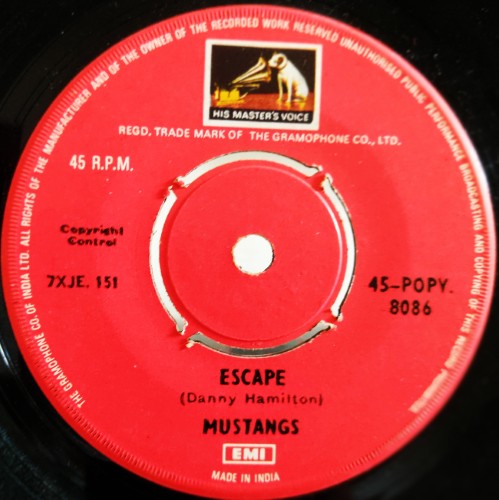 THE GRAMOPHONE CO. OF INDIA LTD. ALL RIGHTS OF THE MANUFACTURER AND OF THE OWNER OF THE RECORDED WORK RESERVED UNAUTHORISED PUBLIC PERFORMANCE BROADCASTING AND COPYING OF THIS RECORD PROHIBITED
HIS MASTER'S VOICE
REGD. TRADE MARK OF THE GRAMOPHONE CO., LTD.
45 R.P.M.
Copyright
Control
7XJE. 151
45-POPY.
8086
ESCAPE
(Danny Hamilton)
MUSTANGS
EMI
MADE IN INDIA